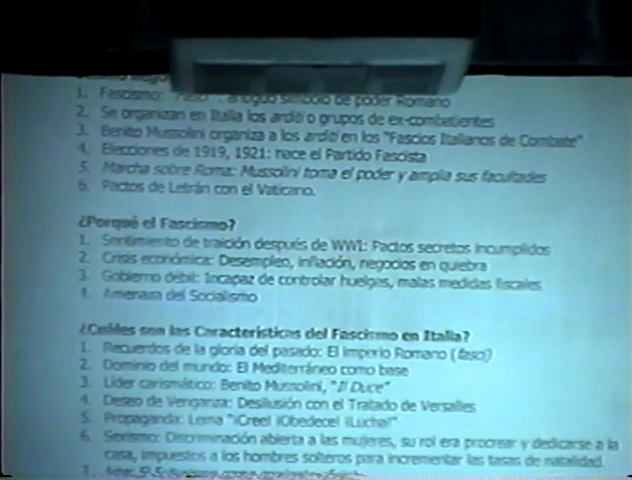 1. Fascismo: "Fasci": antiguo símbolo de poder Romano
2. Se organizan en Italia los arditi o grupos de ex-combatientes
3. Benito Mussolini organiza a los arditi en los "Fascios Italianos de Combate"
4. Elecciones de 1919, 1921: nace el Partido Fascista
5. Marcha sobre Roma: Mussolini toma el poder y amplia sus facultades
6. Pactos de Letrán con el Vaticano.
¿Porqué el Fascismo?
1. Sentimiento de traición después de WWI: Pactos secretos incumplidos
2. Crisis económica: Desempleo, inflación, negocios en quiebra
3. Gobierno débil: Incapaz de controlar huelgas, malas medidas fiscales
4. Amenaza del Socialismo
¿Cuáles son las Características del Fascismo en Italia?
1. Recuerdos de la gloria del pasado: El imperio Romano (fasci)
2. Dominio del mundo: El Mediterráneo como base
3. Líder carismático: Benito Mussolini, "Il Duce"
4. Deseo de Venganza: Desilusión con el Tratado de Versalles
5. Propaganda: Lema "¡Cree! ¡Obedece! ¡Lucha!"
6. Sexismo: Discriminación abierta a las mujeres, su rol era procrear y dedicarse a la
casa, impuestos a los hombres solteros para incrementar las tasas de natalidad.
7.